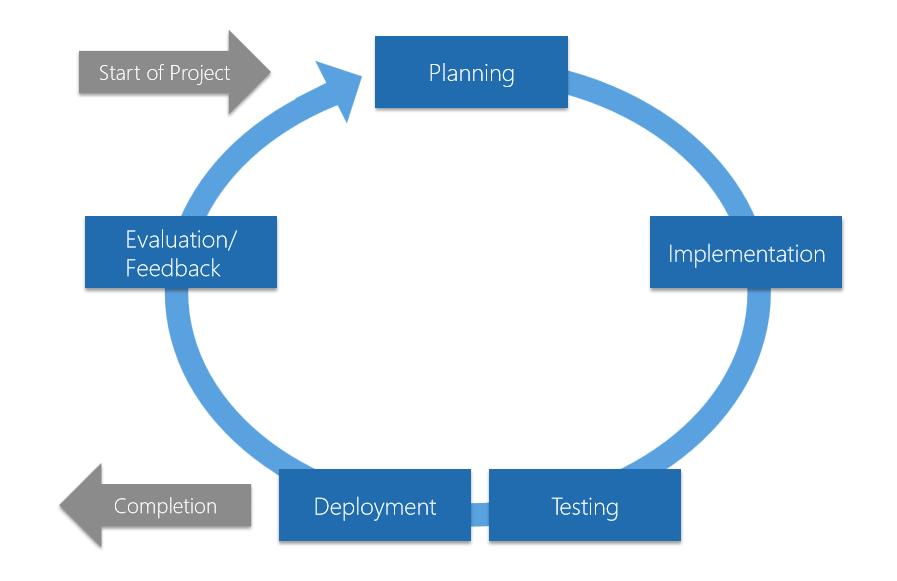 Start of Project
Planning
Evaluation/
Feedback
Implementation
Completion
Deployment
Testing